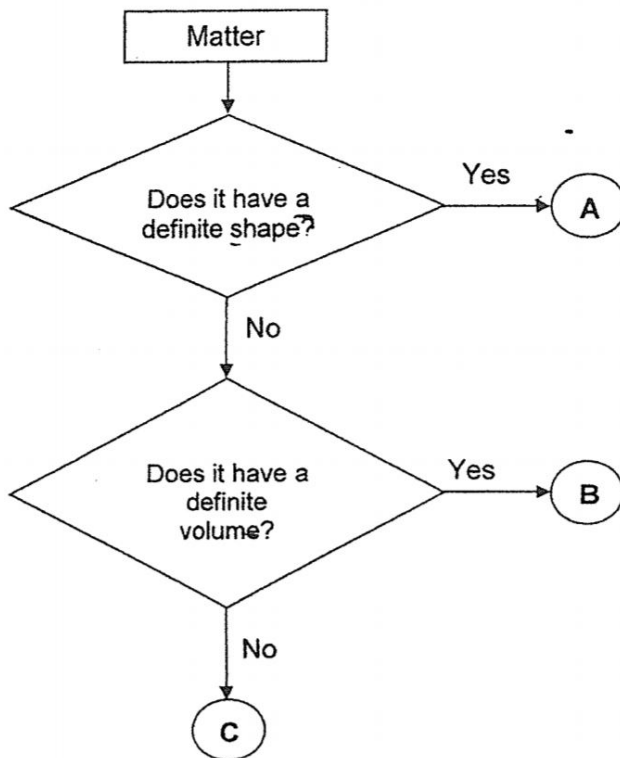 Matter
Does it have a
definite shape?
Yes
A
No
Does it have a
definite
volume?
Yes
B
No
C